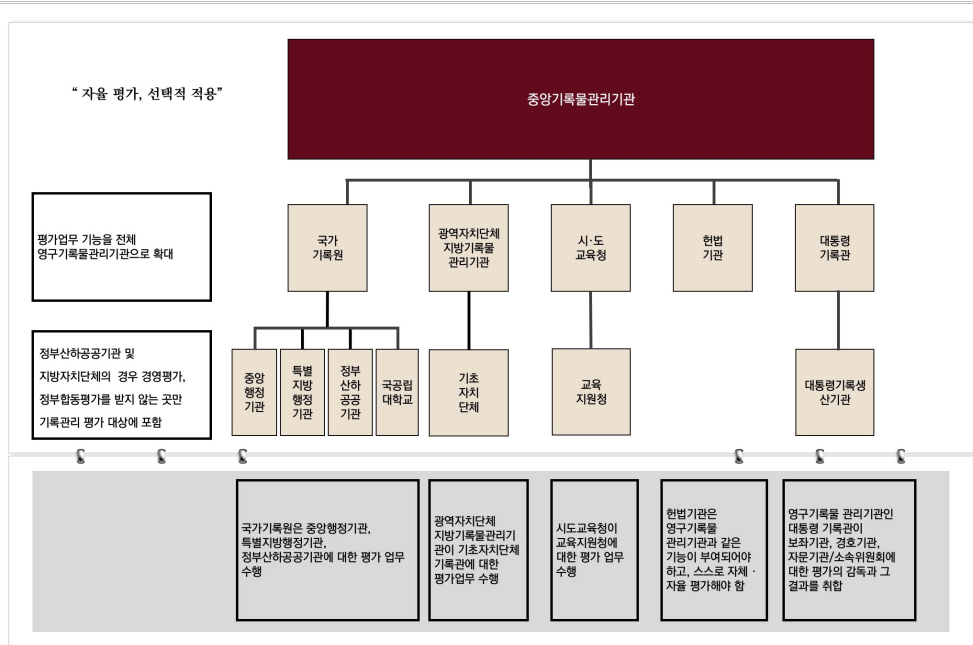 “ 자율 평가, 선택적 적용”
중앙기록물관리기관
평가업무 기능을 전체
영구기록물관리기관으로 확대
국가
기록원
광역자치단체
지방기록물
관리기관
시·도
교육청
헌법
기관
대통령
기록관
정부산하공공기관 및
지방자치단체의 경우 경영평가,
정부합동평가를 받지 않는 곳만
기록관리 평가 대상에 포함
중앙
행정
기관
특별
지방
행정
기관
정부
산하
공공
기관
국공립
대학교
기초
자치
단체
교육
지원청
대통령기록생
산기관
국가기록원은 중앙행정기관,
특별지방행정기관,
정부산하공공기관에 대한 평가 업무
수행
광역자치단체
지방기록물관리기
관이 기초자치단체
기록관에 대한
평가업무 수행
시도교육청이
교육지원청에
대한 평가 업무
수행
헌법기관은
영구기록물
관리기관과 같은
기능이 부여되어야
하고, 스스로 자체 ·
자율 평가해야 함
영구기록물 관리기관인
대통령 기록관이
보좌기관, 경호기관,
자문기관/소속위원회에
대한 평가의 감독과 그
결과를 취합